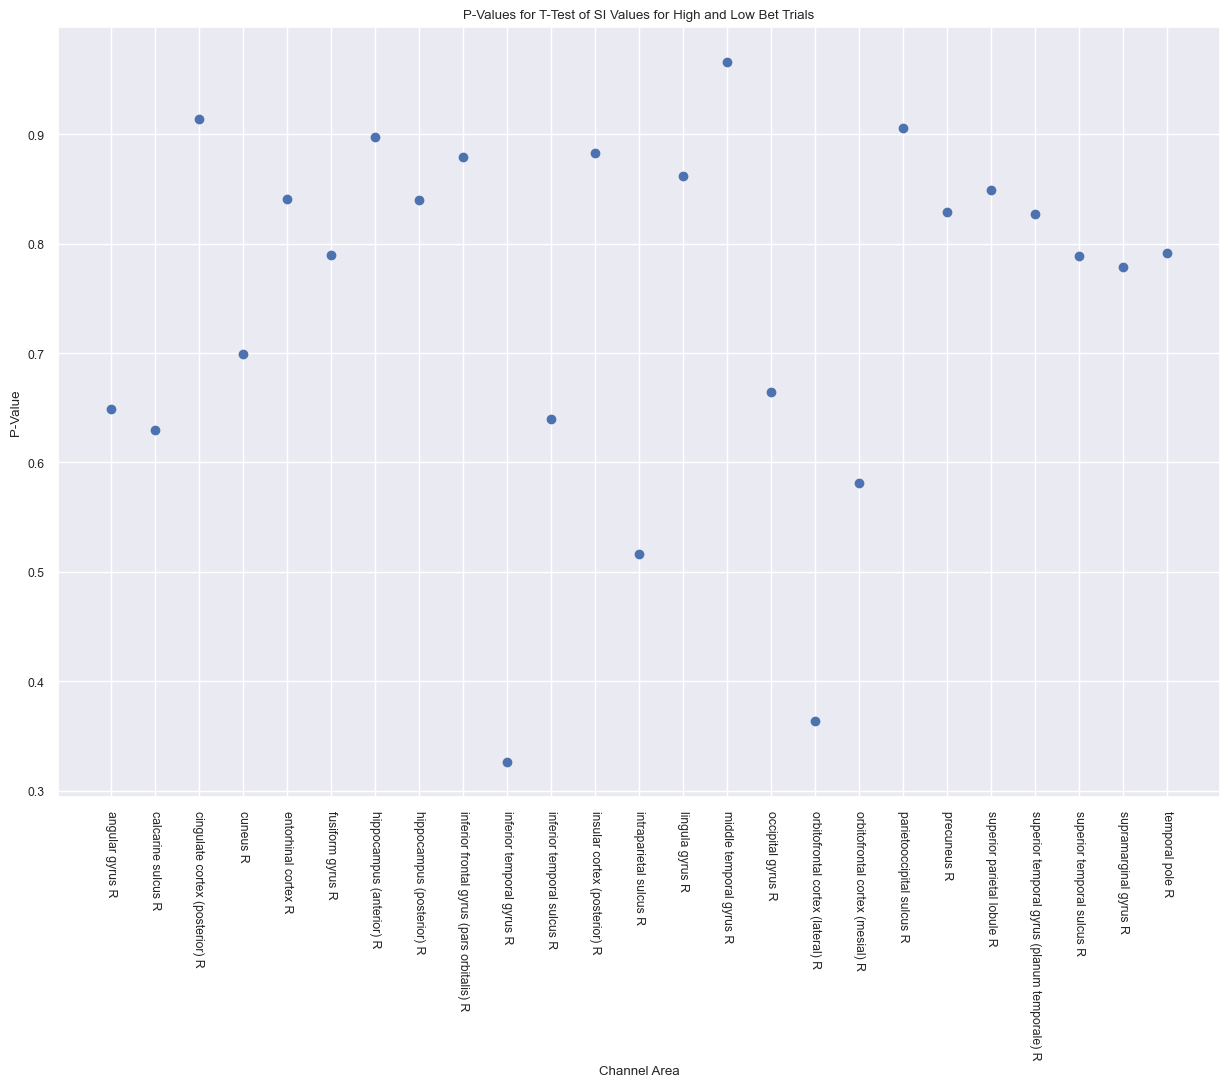 P-Values for T-Test of SI Values for High and Low Bet Trials
P-Value
0.9
0.8
0.7
0.6
0.5
0.4
0.3
angular gyrus R
calcarine sulcus R
cingulate cortex (posterior) R
cuneus R
entorhinal cortex R
fusiform gyrus R
hippocampus (anterior) R
hippocampus (posterior) R
inferior frontal gyrus (pars orbitalis) R
inferior temporal gyrus R
inferior temporal sulcus R
insular cortex (posterior) R
intraparietal sulcus R
lingula gyrus R
middle temporal gyrus R
occipital gyrus R
orbitofrontal cortex (lateral) R
orbitofrontal cortex (mesial) R
parietooccipital sulcus R
precuneus R
superior parietal lobule R
superior temporal gyrus (planum temporale) R
superior temporal sulcus R
supramarginal gyrus R
temporal pole R
Channel Area